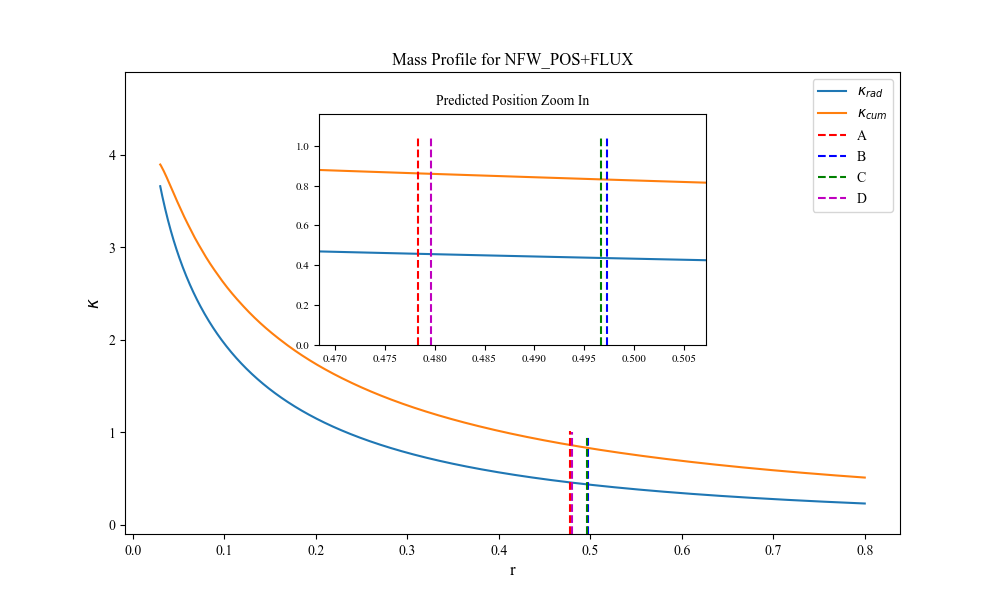 Mass Profile for NFW_POS+FLUX
κ_rad
κ_cum
A
B
C
D
Predicted Position Zoom In
1.0
0.8
0.6
0.4
0.2
0.0
0.470 0.475 0.480 0.485 0.490 0.495 0.500 0.505
κ
4
3
2
1
0
0.0 0.1 0.2 0.3 0.4 0.5 0.6 0.7 0.8
r